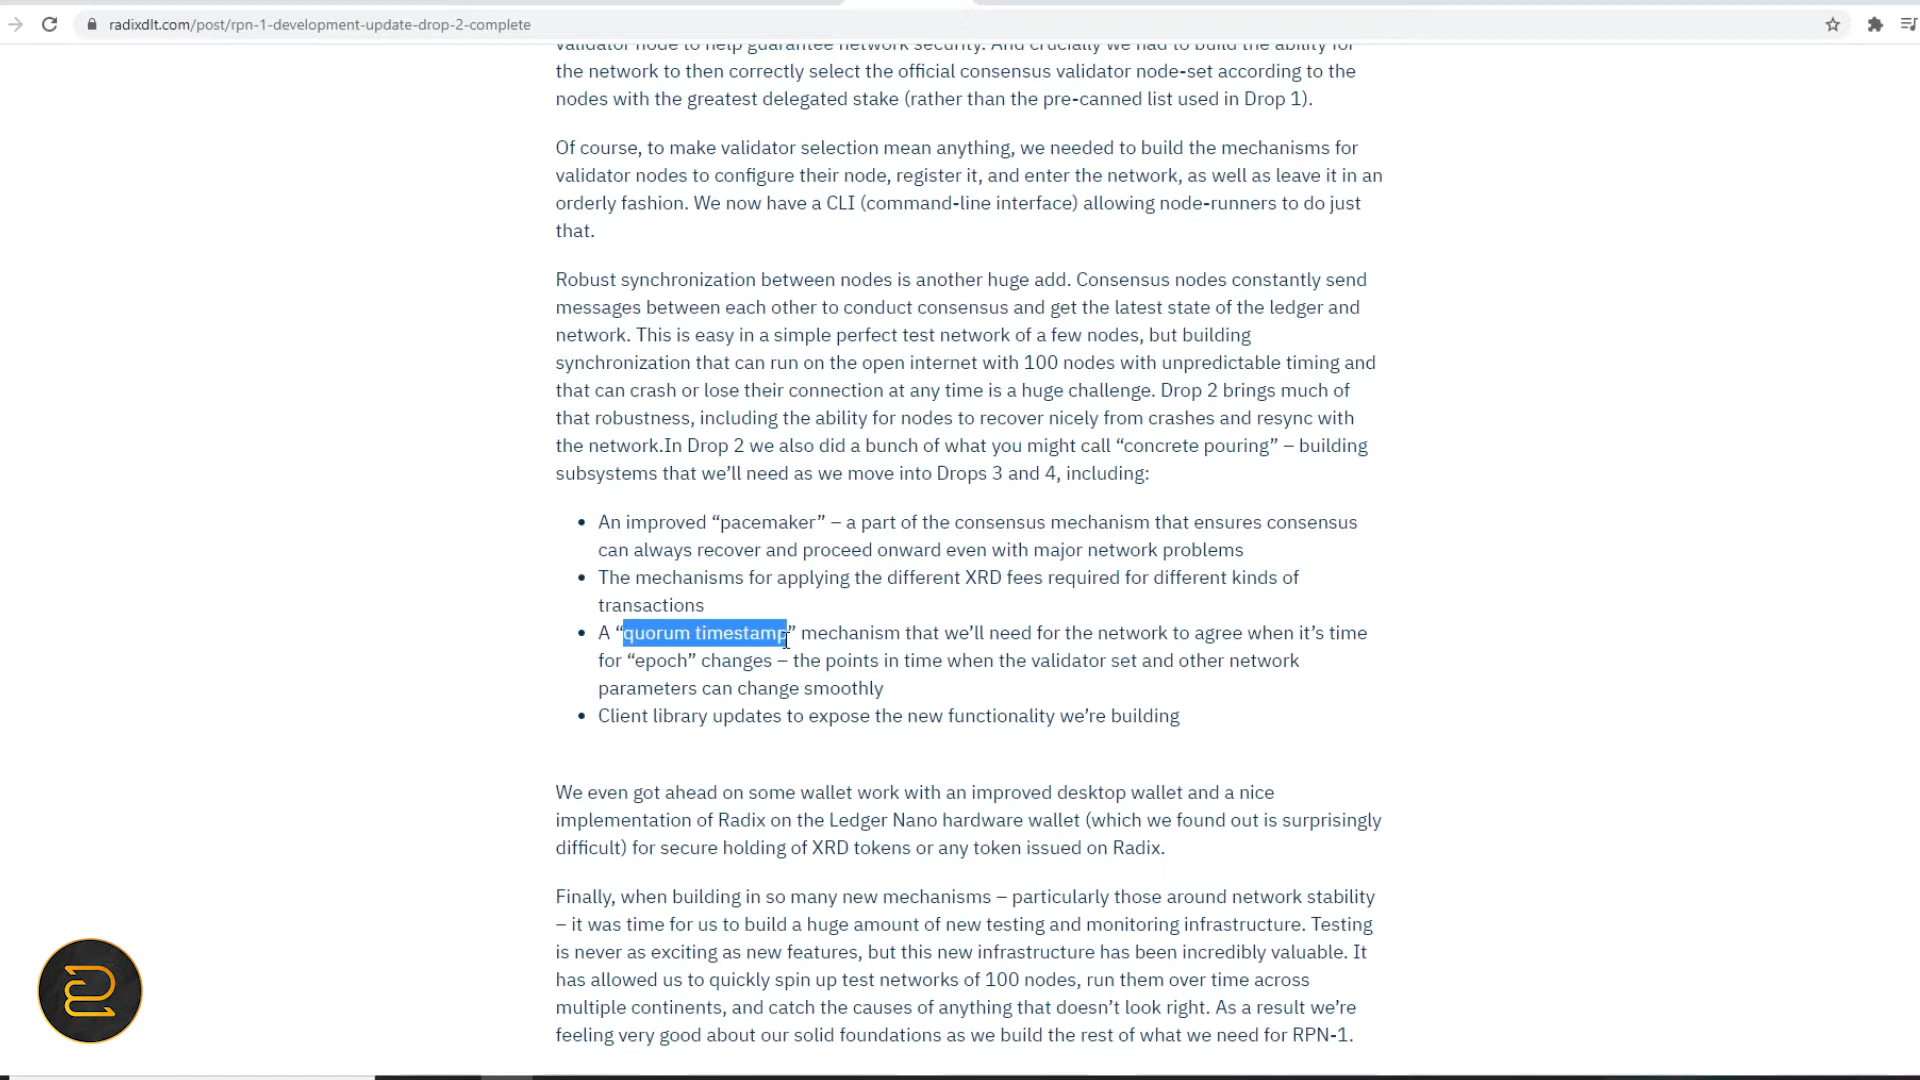 radixdlt.com/post/rpn-1-development-update-drop-2-complete
validator node to help guarantee network security. And crucially we had to build the ability for
the network to then correctly select the official consensus validator node-set according to the
nodes with the greatest delegated stake (rather than the pre-canned list used in Drop 1).
Of course, to make validator selection mean anything, we needed to build the mechanisms for
validator nodes to configure their node, register it, and enter the network, as well as leave it in an
orderly fashion. We now have a CLI (command-line interface) allowing node-runners to do just
that.
Robust synchronization between nodes is another huge add. Consensus nodes constantly send
messages between each other to conduct consensus and get the latest state of the ledger and
network. This is easy in a simple perfect test network of a few nodes, but building
synchronization that can run on the open internet with 100 nodes with unpredictable timing and
that can crash or lose their connection at any time is a huge challenge. Drop 2 brings much of
that robustness, including the ability for nodes to recover nicely from crashes and resync with
the network.In Drop 2 we also did a bunch of what you might call “concrete pouring” – building
subsystems that we’ll need as we move into Drops 3 and 4, including:
• An improved “pacemaker” – a part of the consensus mechanism that ensures consensus
can always recover and proceed onward even with major network problems
• The mechanisms for applying the different XRD fees required for different kinds of
transactions
• A “quorum timestamp” mechanism that we’ll need for the network to agree when it’s time
for “epoch” changes – the points in time when the validator set and other network
parameters can change smoothly
• Client library updates to expose the new functionality we’re building
We even got ahead on some wallet work with an improved desktop wallet and a nice
implementation of Radix on the Ledger Nano hardware wallet (which we found out is surprisingly
difficult) for secure holding of XRD tokens or any token issued on Radix.
Finally, when building in so many new mechanisms – particularly those around network stability
– it was time for us to build a huge amount of new testing and monitoring infrastructure. Testing
is never as exciting as new features, but this new infrastructure has been incredibly valuable. It
has allowed us to quickly spin up test networks of 100 nodes, run them over time across
multiple continents, and catch the causes of anything that doesn’t look right. As a result we’re
feeling very good about our solid foundations as we build the rest of what we need for RPN-1.